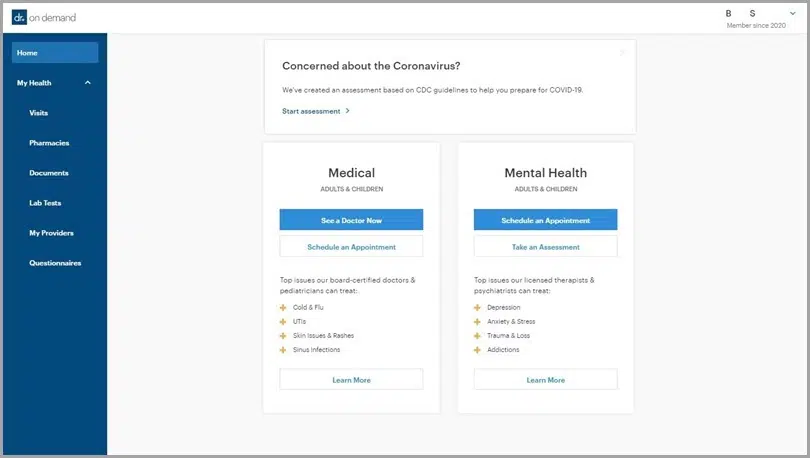 dr. on demand
B S
Member since 2020
Home
My Health
Visits
Pharmacies
Documents
Lab Tests
My Providers
Questionnaires
Concerned about the Coronavirus?
We've created an assessment based on CDC guidelines to help you prepare for COVID-19.
Start assessment
Medical
ADULTS & CHILDREN
See a Doctor Now
Schedule an Appointment
Top issues our board-certified doctors &
pediatricians can treat:
Cold & Flu
UTIs
Skin Issues & Rashes
Sinus Infections
Learn More
Mental Health
ADULTS & CHILDREN
Schedule an Appointment
Take an Assessment
Top issues our licensed therapists &
psychiatrists can treat:
Depression
Anxiety & Stress
Trauma & Loss
Addictions
Learn More